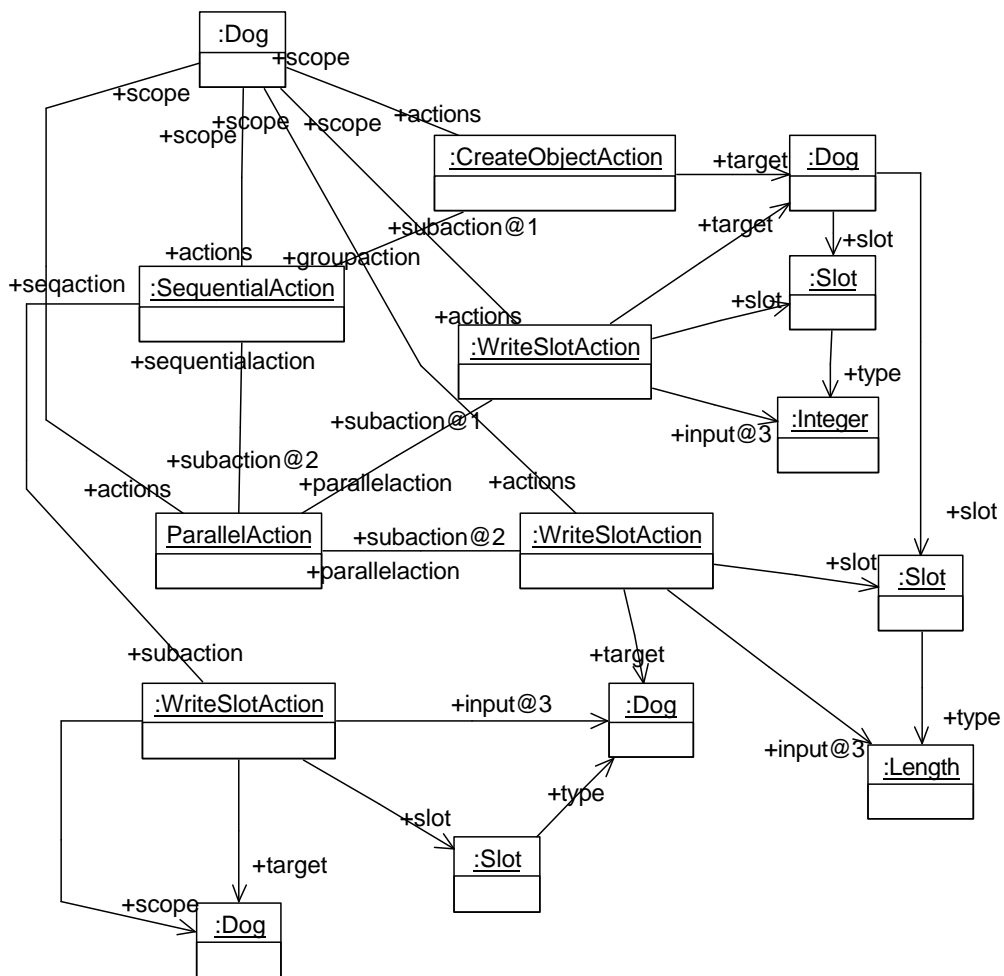 :Dog
+scope
+scope
+scope
+scope
+scope
+actions
:CreateObjectAction
+target
:Dog
+subaction@1
+target
+groupaction
+slot
+actions
+seqaction
:SequentialAction
:Slot
+slot
+actions
:WriteSlotAction
+sequentialaction
+type
:Integer
+subaction@1
+input@3
+subaction@2
+parallelaction
+actions
+actions
+slot
ParallelAction
+subaction@2
:WriteSlotAction
+slot
+parallelaction
:Slot
+subaction
+target
:WriteSlotAction
+input@3
:Dog
+type
+input@3
:Length
+type
+slot
:Slot
+target
+scope
:Dog